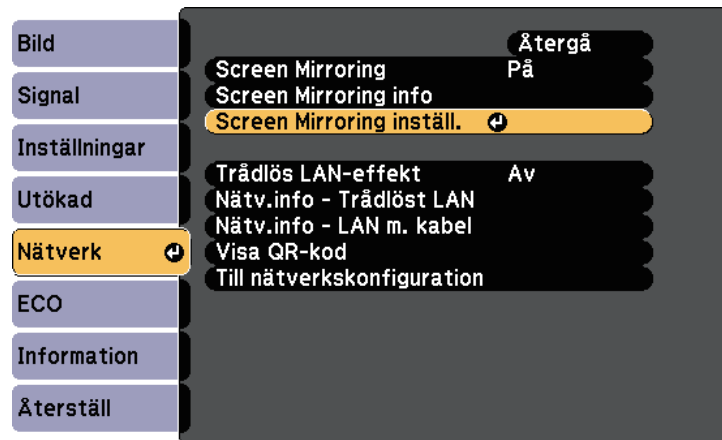 Bild
Signal
Inställningar
Utökad
Nätverk
ECO
Information
Återställ
Återgå
Screen Mirroring På
Screen Mirroring info
Screen Mirroring inställ.
Trådlös LAN-effekt Av
Nätv.info - Trådlöst LAN
Nätv.info - LAN m. kabel
Visa QR-kod
Till nätverkskonfiguration